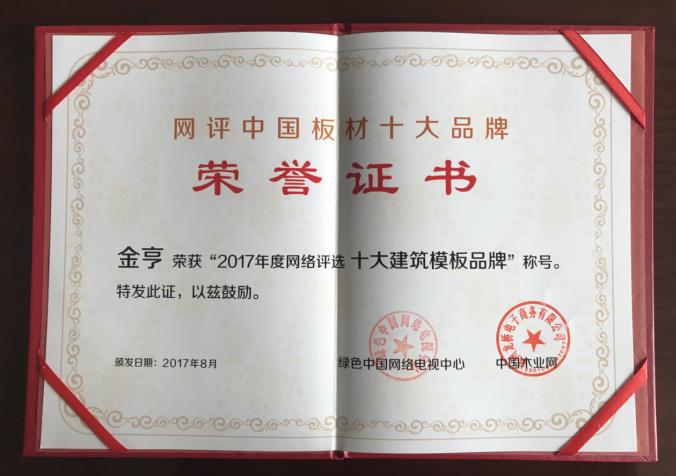 网评中国板材十大品牌
荣誉证书
金亨 荣获“2017年度网络评选 十大建筑模板品牌”称号。
特发此证，以兹鼓励。
颁发日期：2017年8月
绿色中国网络电视中心
中国木业网